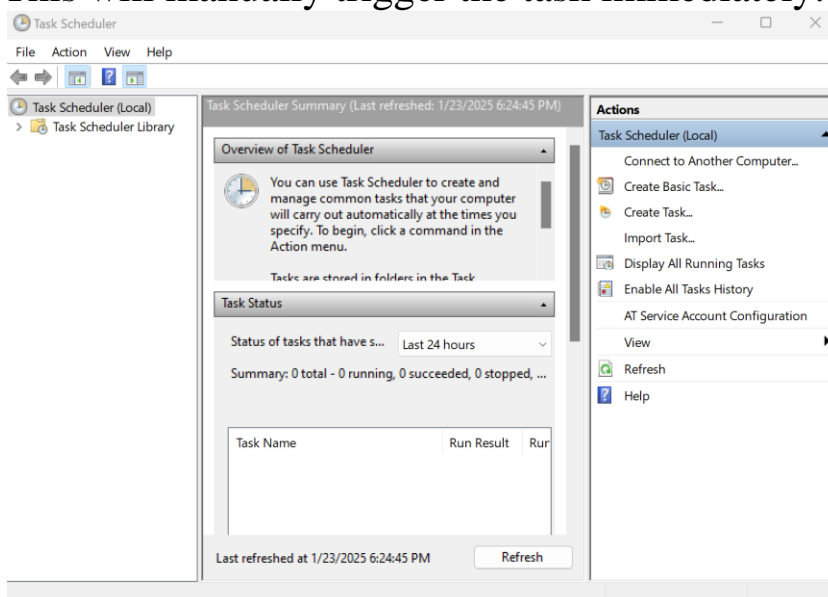 This will manually trigger the task immediately.
Task Scheduler
File Action View Help
Task Scheduler (Local)
Task Scheduler Library
Task Scheduler Summary (Last refreshed: 1/23/2025 6:24:45 PM)
Overview of Task Scheduler
You can use Task Scheduler to create and
manage common tasks that your computer
will carry out automatically at the times you
specify. To begin, click a command in the
Action menu.
Tasks are stored in folders in the Task
Task Status
Status of tasks that have s... Last 24 hours
Summary: 0 total - 0 running, 0 succeeded, 0 stopped, ...
Task Name Run Result Run
Last refreshed at 1/23/2025 6:24:45 PM Refresh
Actions
Task Scheduler (Local)
Connect to Another Computer...
Create Basic Task...
Create Task...
Import Task...
Display All Running Tasks
Enable All Tasks History
AT Service Account Configuration
View
Refresh
Help